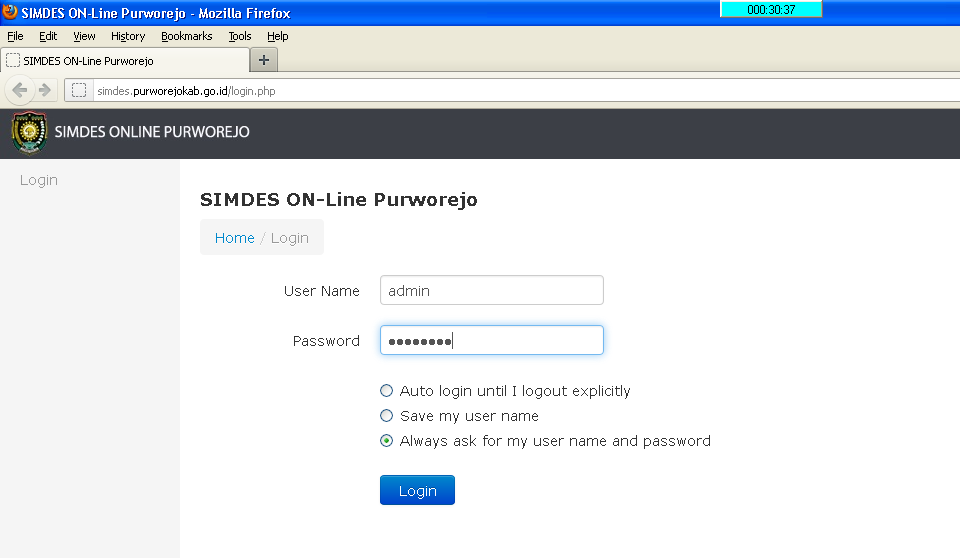 SIMDES ON-Line Purworejo - Mozilla Firefox
000:30:37
File Edit View History Bookmarks Tools Help
SIMDES ON-Line Purworejo
simdes.purworejokab.go.id/login.php
SIMDES ONLINE PURWOREJO
Login
SIMDES ON-Line Purworejo
Home / Login
User Name admin
Password ••••••••
Auto login until I logout explicitly
Save my user name
Always ask for my user name and password
Login